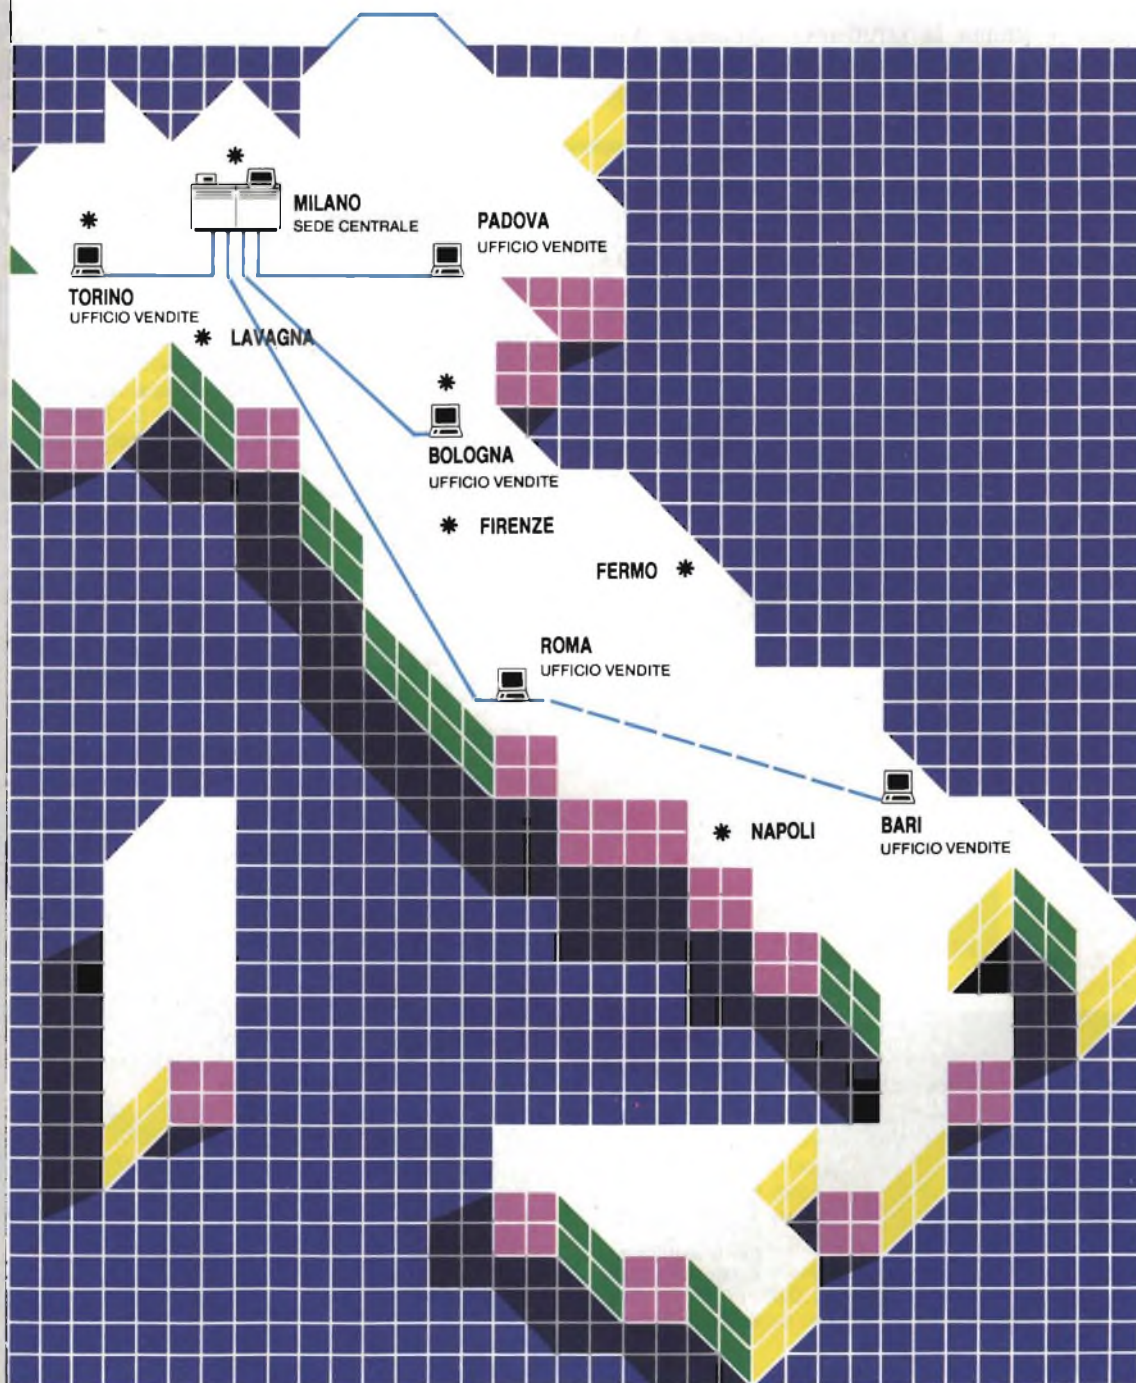 MILANO
SEDE CENTRALE
PADOVA
UFFICIO VENDITE
TORINO
UFFICIO VENDITE
LAVAGNA
BOLOGNA
UFFICIO VENDITE
FIRENZE
FERMO
ROMA
UFFICIO VENDITE
NAPOLI
BARI
UFFICIO VENDITE